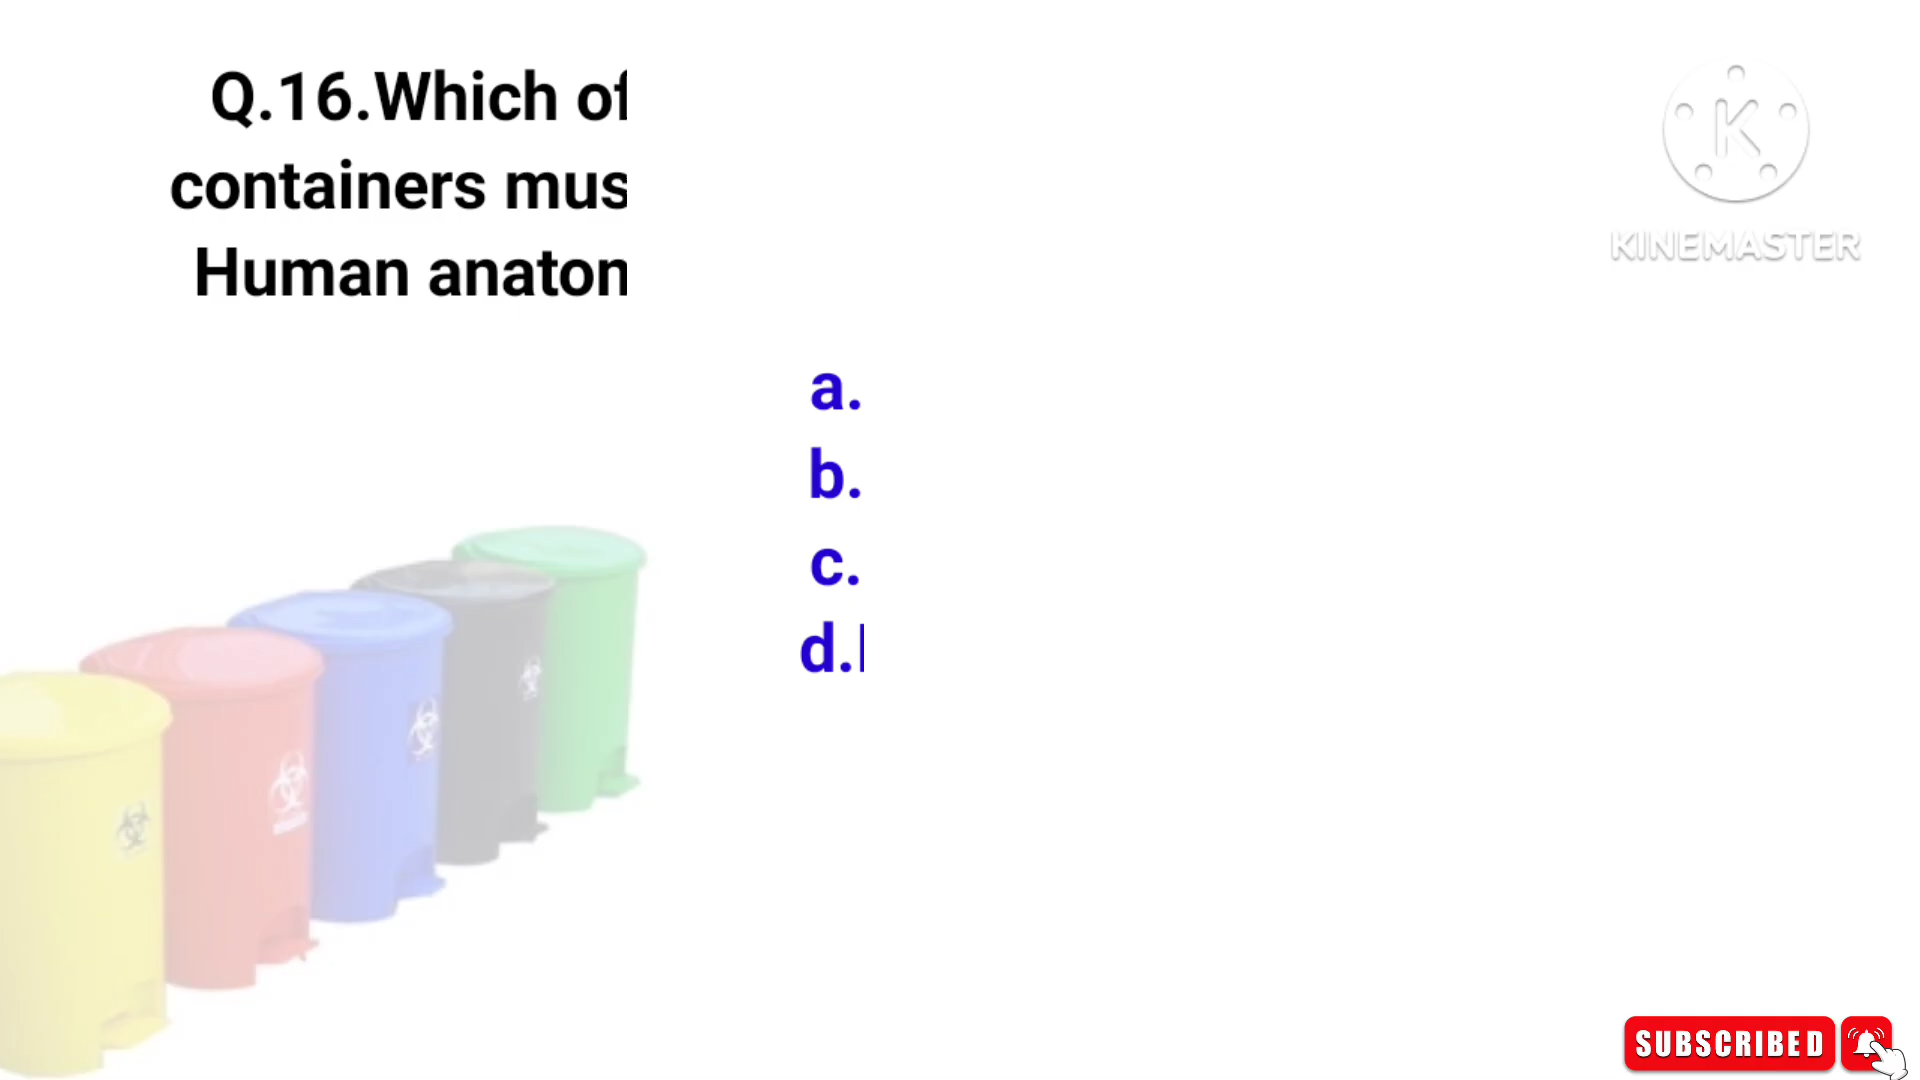 Q.16.Which of
containers mus
Human anaton
a.
b.
c.
d.
KINEMASTER
SUBSCRIBED